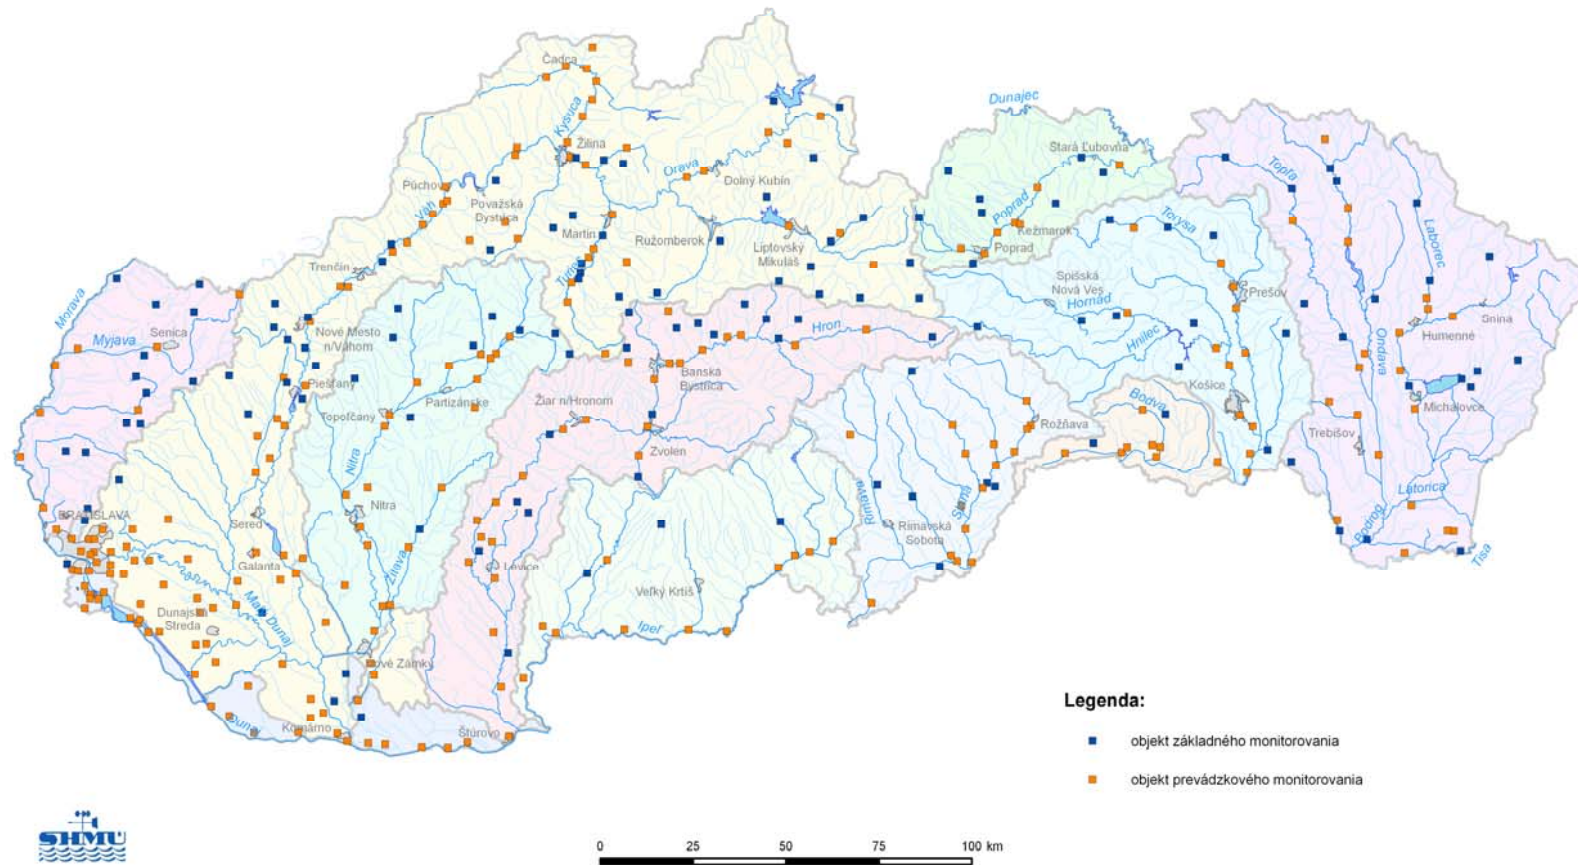 Čadca
Dunajec
Kysuca
Žilina
Stará Ľubovňa
Orava
Topľa
Dolný Kubín
Púchov
Poprad
Laborec
Váh
Považská
Bystrica
Torysa
Martin
Ružomberok
Kežmarok
Liptovský
Mikuláš
Poprad
Trenčín
Turiec
Spišská
Nová Ves
Prešov
Morava
Hornád
Snina
Senica
Nové Mesto
n/Váhom
Hron
Ondava
Humenné
Myjava
Hnilec
Banská
Bystrica
Piešťany
Košice
Partizánske
Žiar n/Hronom
Bodva
Michalovce
Topoľčany
Rožňava
Zvolen
Trebišov
Nitra
Rimava
Slaná
Latorica
BRATISLAVA
Sereď
Nitra
Rimavská
Sobota
Bodrog
Tisa
Galanta
Žitava
Levice
Veľký Krtíš
Malý Dunaj
Dunajská
Streda
Ipeľ
Nové Zámky
Dunaj
Komárno
Štúrovo
Legenda:
objekt základného monitorovania
objekt prevádzkového monitorovania
SHMÚ
0 25 50 75 100 km